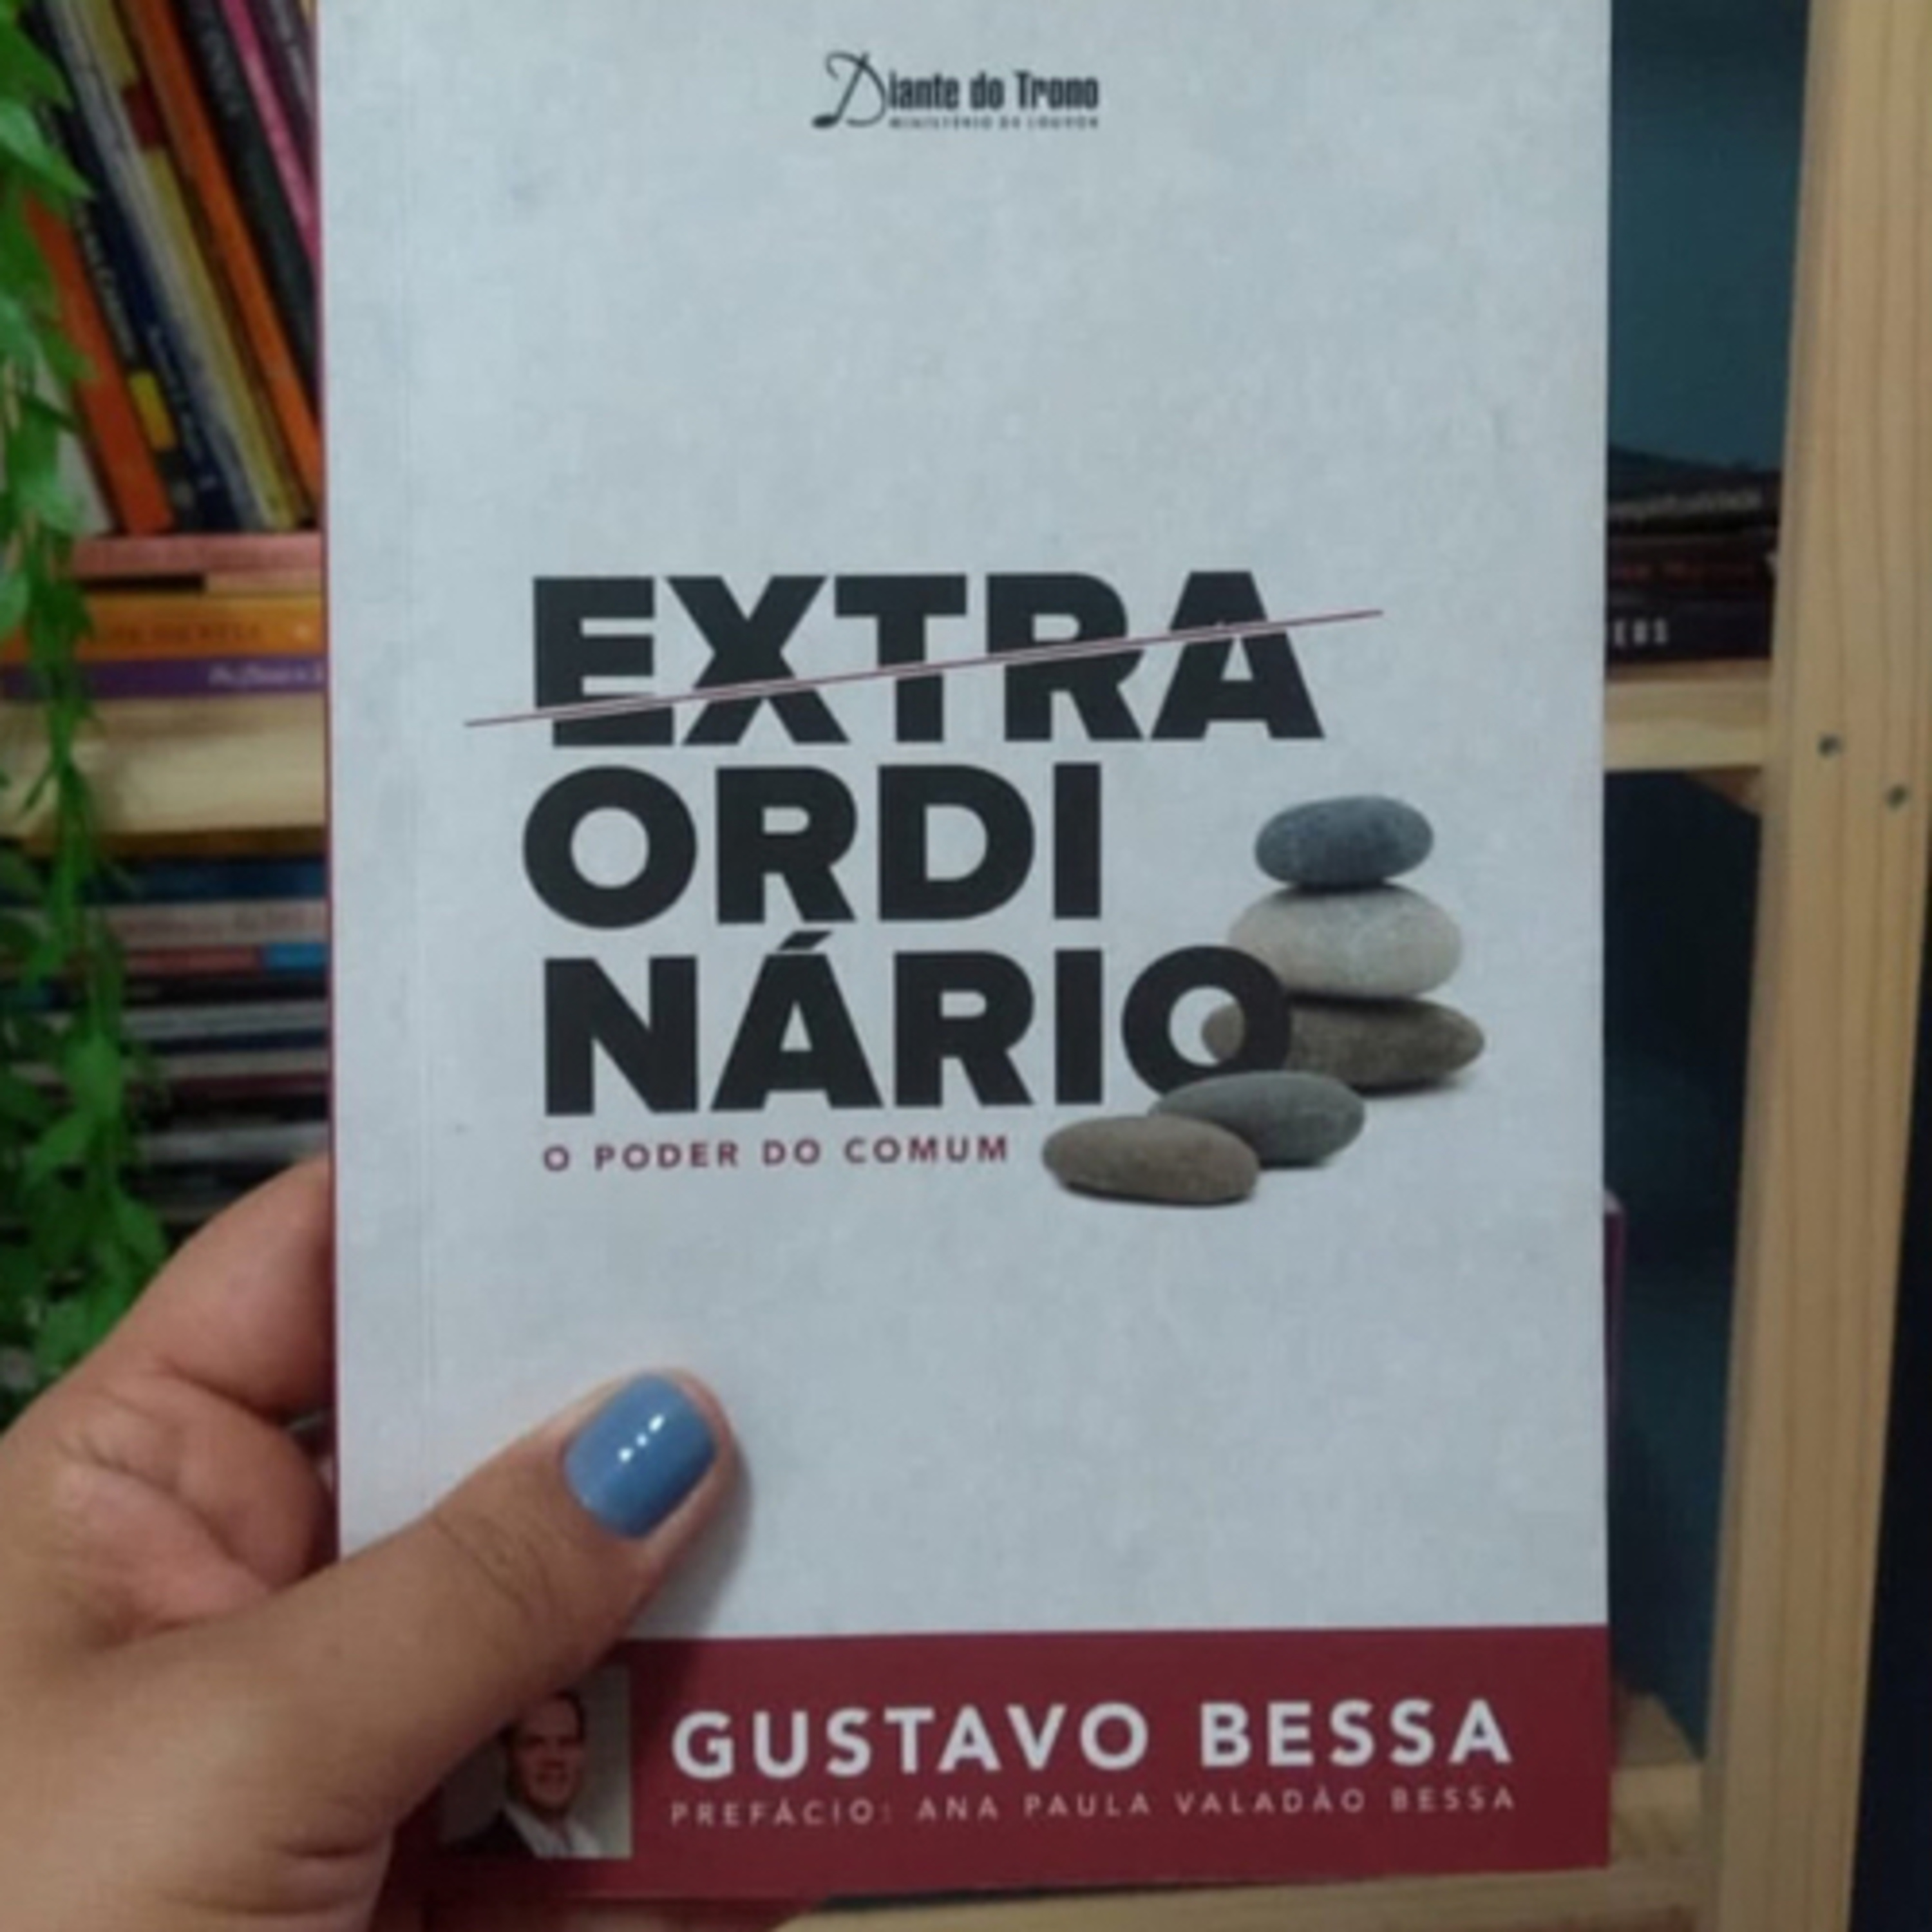 Diante do Trono
MINISTÉRIO DE LOUVOR
EXTRA
ORDI
NÁRIO
O PODER DO COMUM
GUSTAVO BESSA
PREFÁCIO: ANA PAULA VALADÃO BESSA